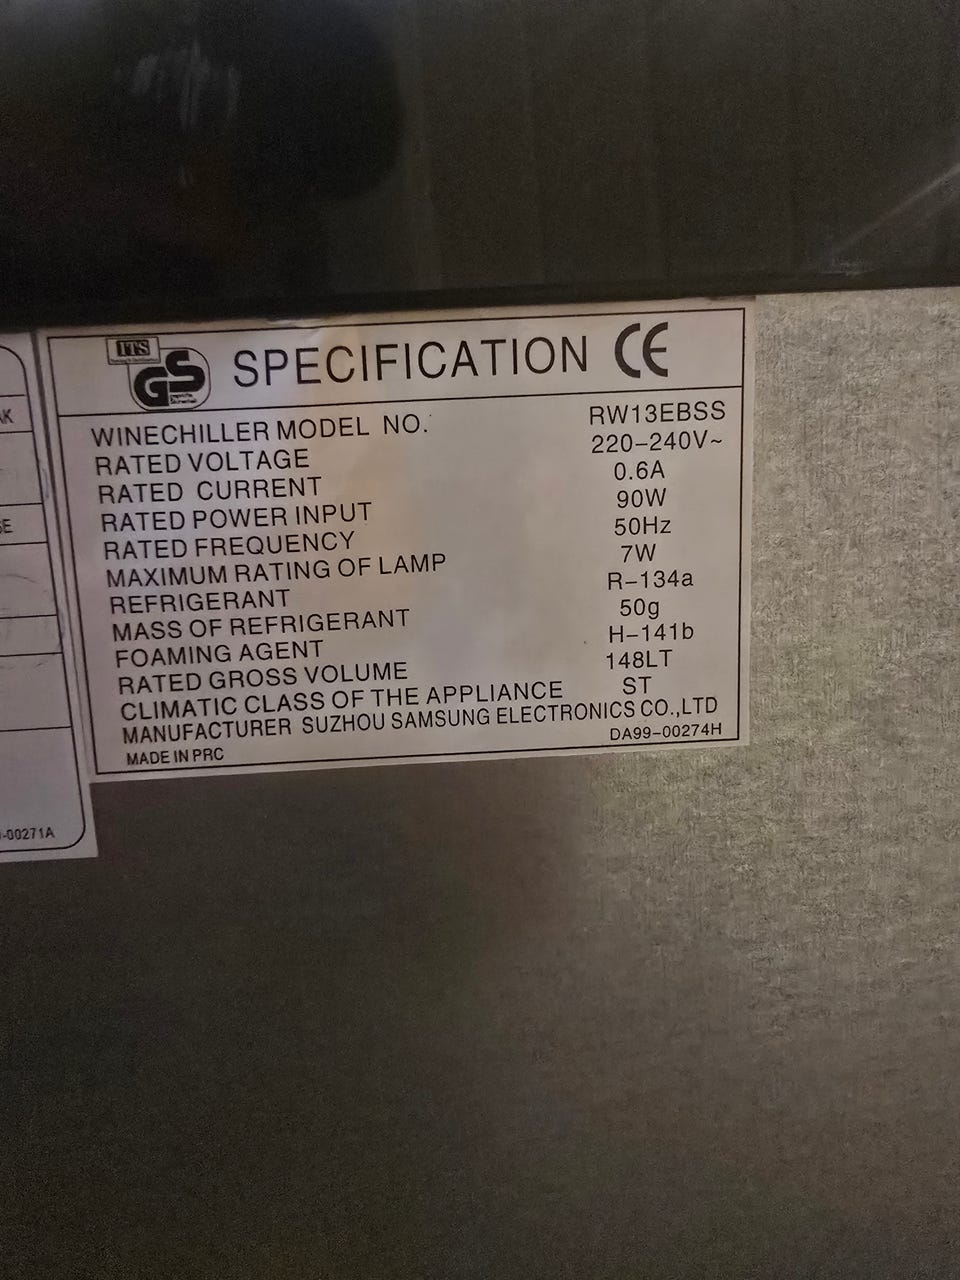 ITS
GS
SPECIFICATION CE
WINECHILLER MODEL NO. RW13EBSS
RATED VOLTAGE 220-240V~
RATED CURRENT 0.6A
RATED POWER INPUT 90W
RATED FREQUENCY 50Hz
MAXIMUM RATING OF LAMP 7W
REFRIGERANT R-134a
MASS OF REFRIGERANT 50g
FOAMING AGENT H-141b
RATED GROSS VOLUME 148LT
CLIMATIC CLASS OF THE APPLIANCE ST
MANUFACTURER SUZHOU SAMSUNG ELECTRONICS CO.,LTD
MADE IN PRC DA99-00274H
AK
SE
-00271A